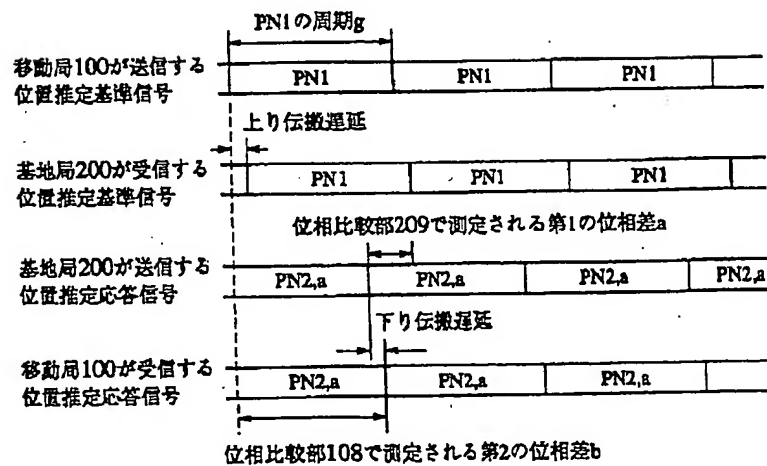 PN1の周期g
移動局100が送信する
位置推定基準信号
PN1 PN1 PN1
上り伝搬遅延
基地局200が受信する
位置推定基準信号
PN1 PN1 PN1
位相比較部209で測定される第1の位相差a
基地局200が送信する
位置推定応答信号
PN2,a PN2,a PN2,a PN2,a
下り伝搬遅延
移動局100が受信する
位置推定応答信号
PN2,a PN2,a PN2,a
位相比較部108で測定される第2の位相差b